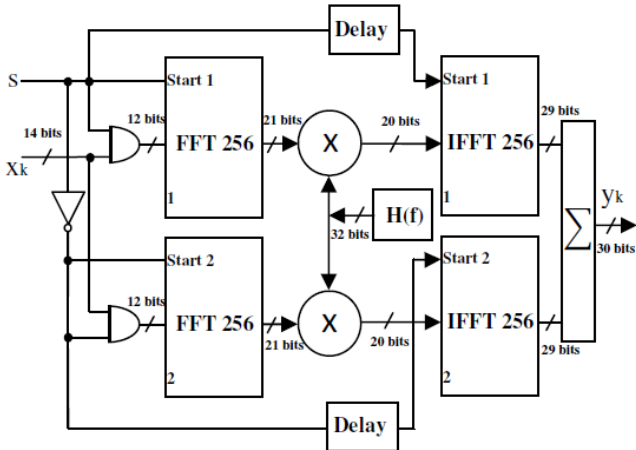 Delay
S
Start 1
Start 1
29 bits
14 bits
12 bits
21 bits
20 bits
FFT 256
X
IFFT 256
Xk
1
1
H(f)
yk
32 bits
∑
30 bits
Start 2
Start 2
12 bits
FFT 256
X
IFFT 256
21 bits
20 bits
29 bits
2
2
Delay